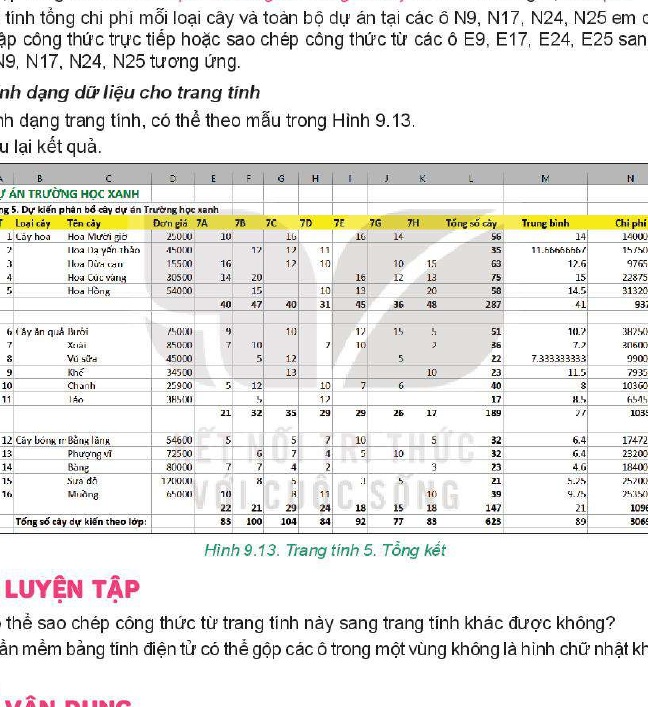 tính tổng chi phí mỗi loại cây và toàn bộ dự án tại các ô N9, N17, N24, N25 em
ập công thức trực tiếp hoặc sao chép công thức từ các ô E9, E17, E24, E25 san
N9, N17, N24, N25 tương ứng.
nh dạng dữ liệu cho trang tính
nh dạng trang tính, có thể theo mẫu trong Hình 9.13.
u lại kết quả.
A B C D E F G H I J K L M N
Ự ÁN TRƯỜNG HỌC XANH
ng 5. Dự kiến phân bổ cây dự án Trường học xanh
T Loại cây Tên cây Đơn giá 7A 7B 7C 7D 7E 7G 7H Tổng số cây Trung bình Chi phí
1 Cây hoa Hoa Mười giờ 25000 10 16 16 14 56 14 14000
2 Hoa Dạ yến thảo 45000 12 12 11 35 11.66666667 15750
3 Hoa Dừa cạn 15500 16 12 10 10 15 63 12.6 9765
4 Hoa Cúc vàng 30500 14 20 16 12 13 75 15 22875
5 Hoa Hồng 54000 10 13 20 58 14.5 31320
40 47 40 31 45 36 48 287 41 937
6 Cây ăn quả Bưởi 75000 9 10 12 15 5 51 10.2 38250
7 Xoài 85000 7 10 7 10 2 36 7.2 30600
8 Vú sữa 45000 5 12 5 22 7.333333333 9900
9 Khế 34500 13 10 23 11.5 7935
10 Chanh 25900 5 12 10 7 6 40 8 10360
11 Táo 38500 5 12 17 8.5 6545
21 32 35 29 29 26 17 189 27 1035
12 Cây bóng m Bằng lăng 54600 5 5 7 10 5 32 6.4 17472
13 Phượng vĩ 72500 6 7 4 5 10 32 6.4 23200
14 Bàng 80000 7 7 4 2 3 23 4.6 18400
15 Sưa đỏ 120000 8 5 3 5 21 5.25 25200
16 Muồng 65000 10 8 11 10 39 9.75 25350
22 21 29 24 18 15 18 147 21 1096
Tổng số cây dự kiến theo lớp: 83 100 104 84 92 77 83 623 89 3069
KẾT NỐI TRI THỨC
VỚI CUỘC SỐNG
Hình 9.13. Trang tính 5. Tổng kết
LUYỆN TẬP
thể sao chép công thức từ trang tính này sang trang tính khác được không?
ần mềm bảng tính điện tử có thể gộp các ô trong một vùng không là hình chữ nhật kh
VẬN DỤNG